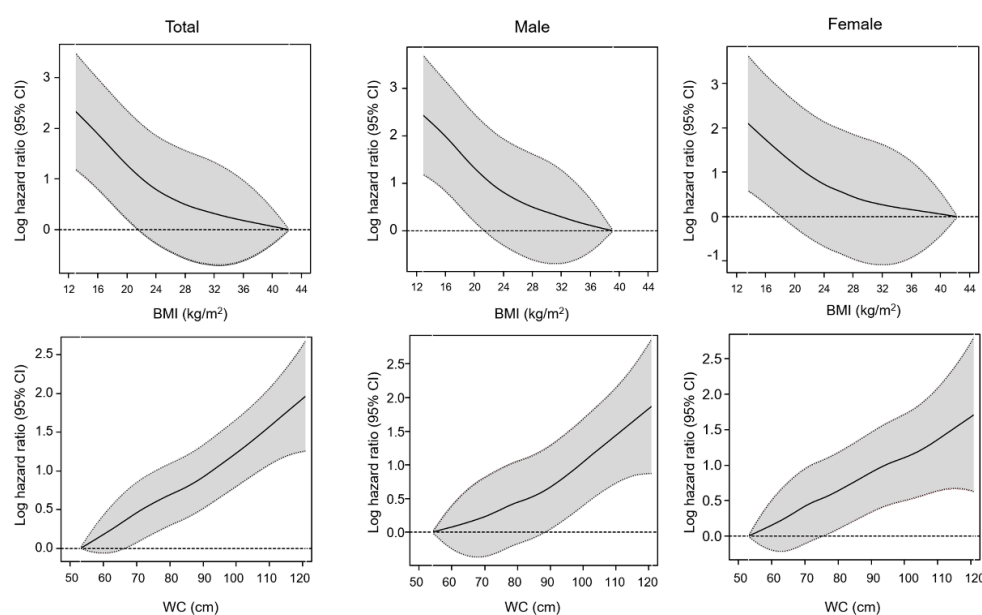 Total
Male
Female
Log hazard ratio (95% CI)
3
2
1
0
12 16 20 24 28 32 36 40 44
BMI (kg/m²)
Log hazard ratio (95% CI)
3
2
1
0
12 16 20 24 28 32 36 40 44
BMI (kg/m²)
Log hazard ratio (95% CI)
3
2
1
0
-1
12 16 20 24 28 32 36 40 44
BMI (kg/m²)
Log hazard ratio (95% CI)
2.5
2.0
1.5
1.0
0.5
0.0
50 60 70 80 90 100 110 120
WC (cm)
Log hazard ratio (95% CI)
2.5
2.0
1.5
1.0
0.5
0.0
50 60 70 80 90 100 110 120
WC (cm)
Log hazard ratio (95% CI)
2.5
2.0
1.5
1.0
0.5
0.0
50 60 70 80 90 100 110 120
WC (cm)